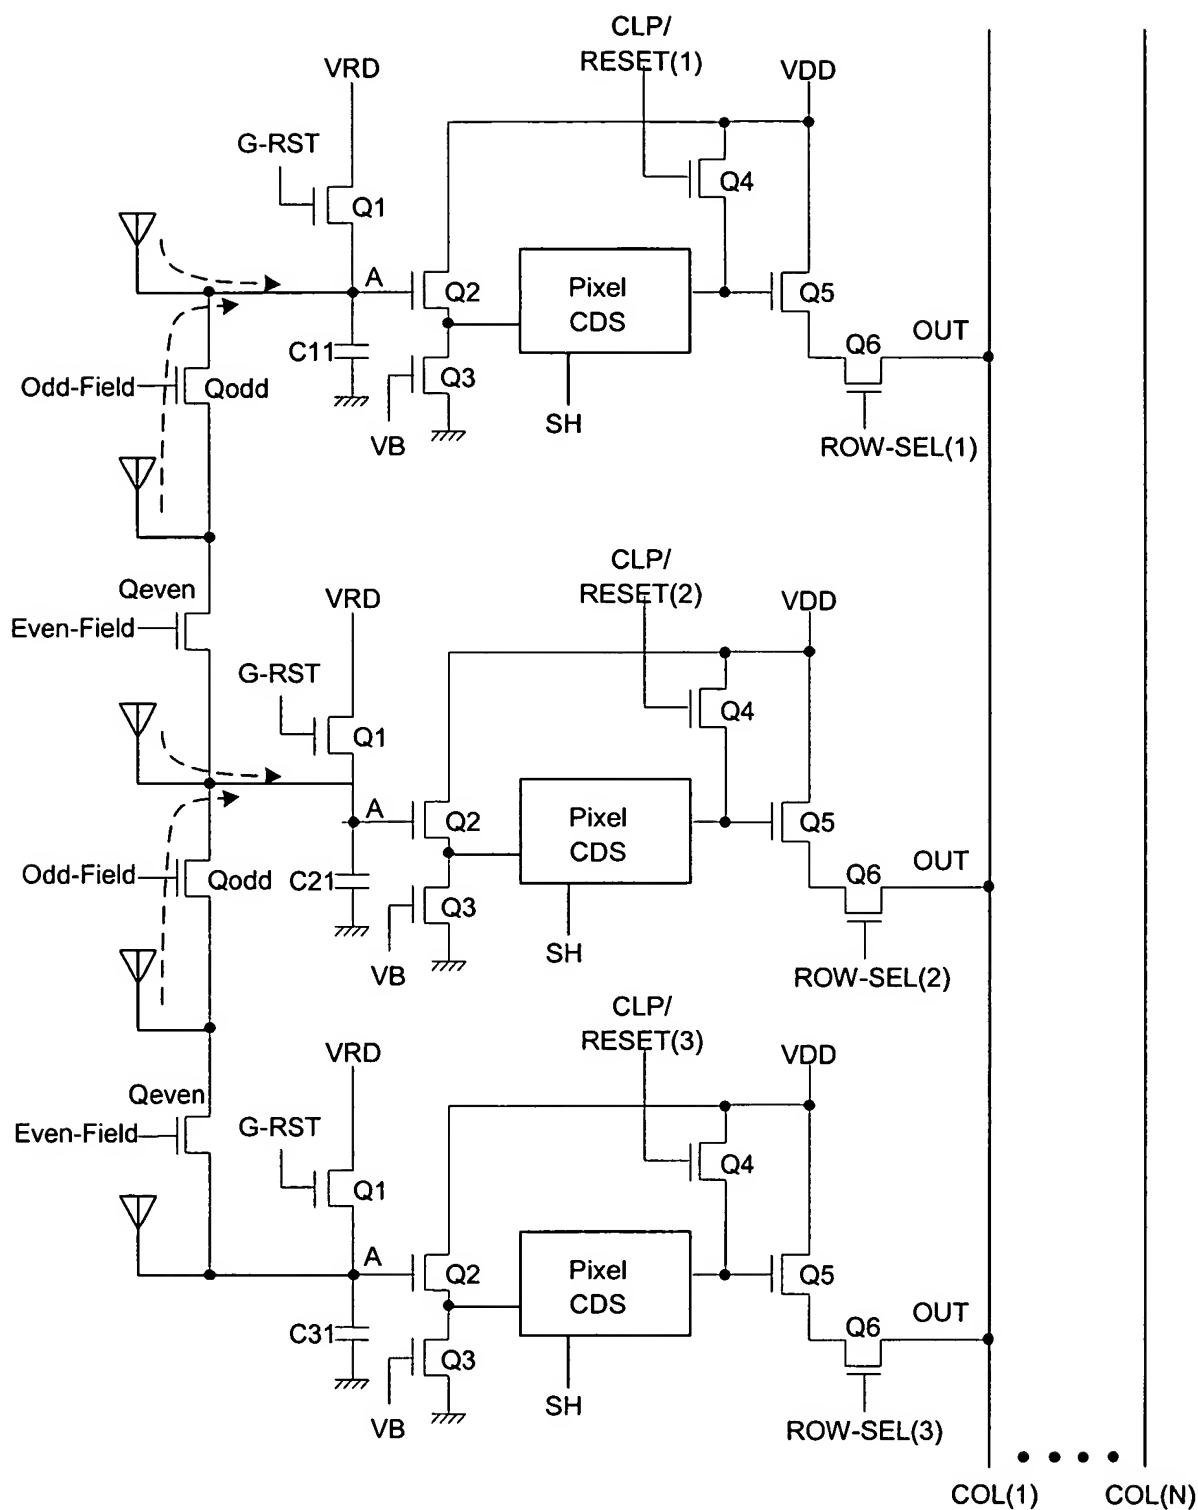 CLP/
RESET(1)
VRD
VDD
G-RST
Q4
Q1
A
Q2
Pixel
CDS
Q5
Q6
OUT
C11
Q3
Odd-Field
Qodd
SH
VB
ROW-SEL(1)
CLP/
RESET(2)
Qeven
VRD
VDD
Even-Field
G-RST
Q4
Q1
A
Q2
Pixel
CDS
Q5
OUT
Odd-Field
Qodd
C21
Q6
Q3
SH
VB
ROW-SEL(2)
CLP/
RESET(3)
VRD
VDD
Qeven
Even-Field
G-RST
Q4
Q1
A
Q2
Pixel
CDS
Q5
OUT
C31
Q6
Q3
SH
VB
ROW-SEL(3)
COL(1)
COL(N)